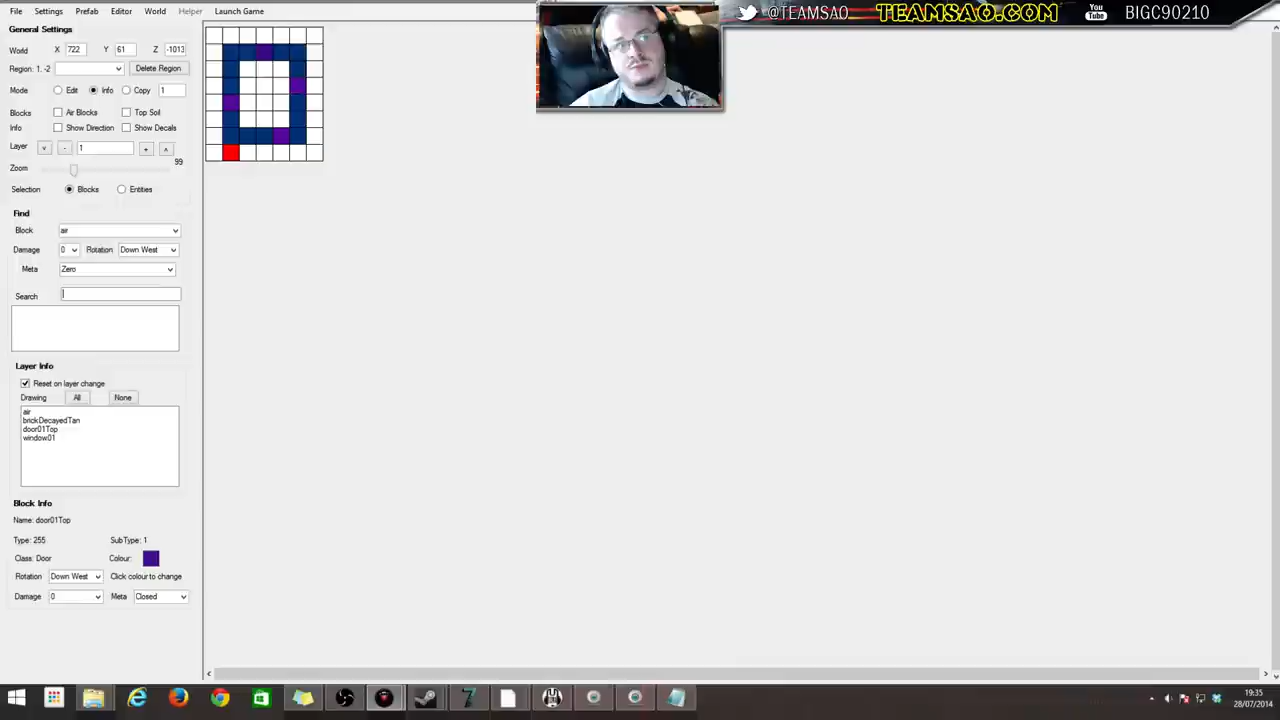 File Settings Prefab Editor World Helper Launch Game
@TEAMSAO TEAMSAO.COM You Tube BIGC90210
General Settings
World X 722 Y 61 Z -1013
Region: 1. -2 Delete Region
Mode Edit Info Copy 1
Blocks Air Blocks Top Soil
Info Show Direction Show Decals
Layer v - 1 + ʌ
99
Zoom
Selection Blocks Entities
Find
Block air
Damage 0 Rotation Down West
Meta Zero
Search
Layer Info
Reset on layer change
Drawing All None
air
brickDecayedTan
door01Top
window01
Block Info
Name: door01Top
Type: 255 SubType: 1
Class: Door Colour:
Rotation Down West Click colour to change
Damage 0 Meta Closed
19:35
28/07/2014